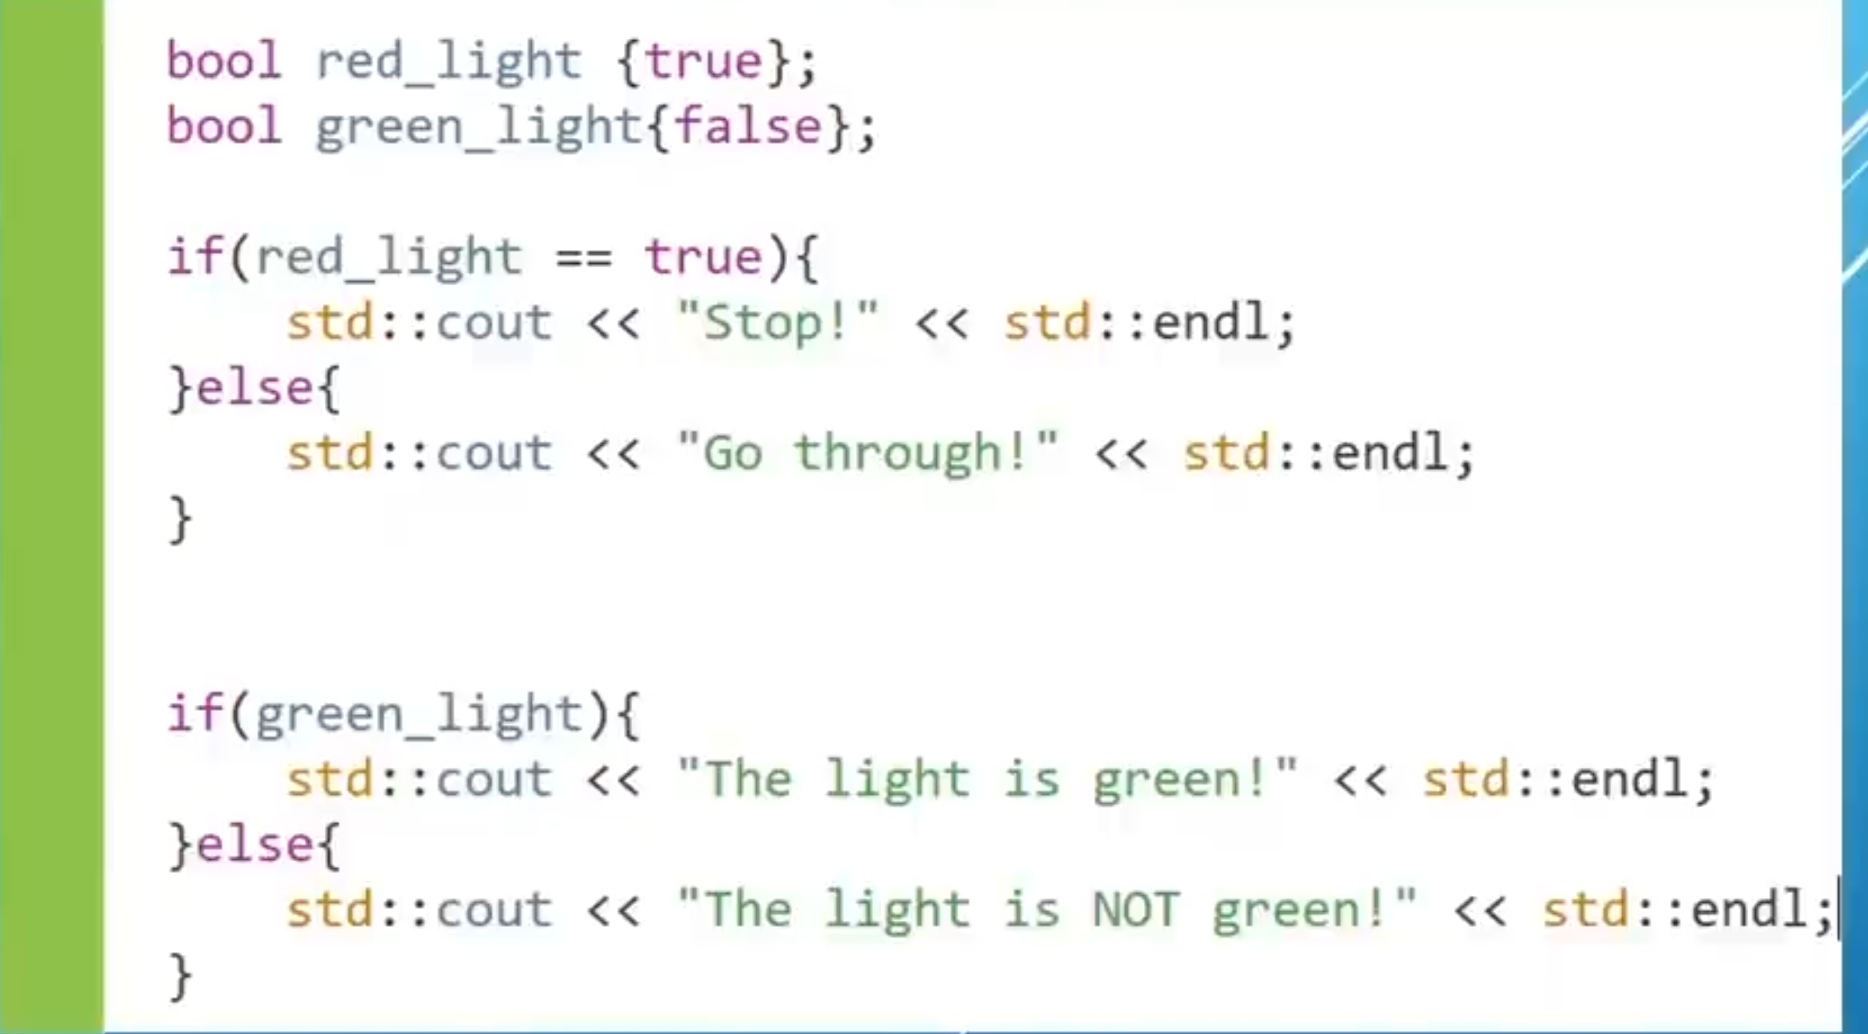 bool red_light {true};
bool green_light{false};
if(red_light == true){
    std::cout << "Stop!" << std::endl;
}else{
    std::cout << "Go through!" << std::endl;
}
if(green_light){
    std::cout << "The light is green!" << std::endl;
}else{
    std::cout << "The light is NOT green!" << std::endl;
}